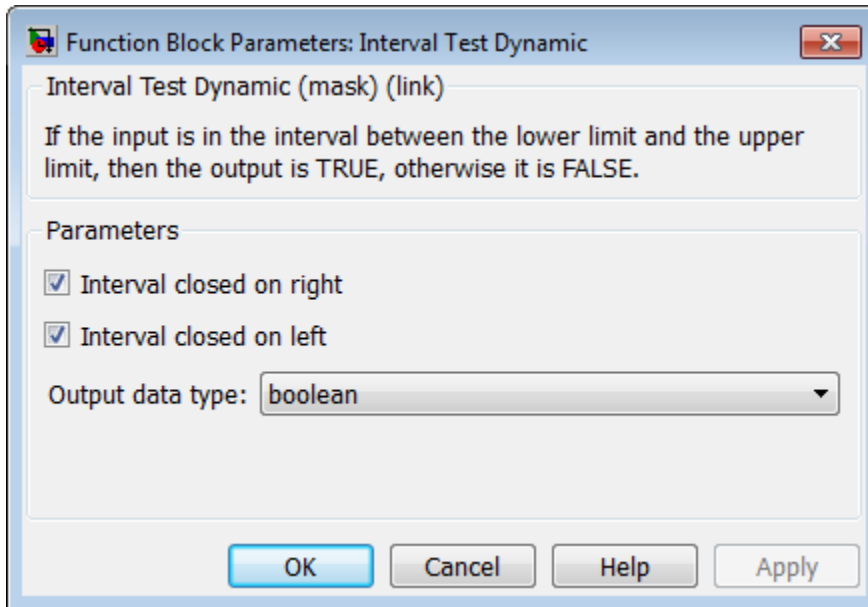 Function Block Parameters: Interval Test Dynamic
Interval Test Dynamic (mask) (link)
If the input is in the interval between the lower limit and the upper
limit, then the output is TRUE, otherwise it is FALSE.
Parameters
Interval closed on right
Interval closed on left
Output data type: boolean
OK Cancel Help Apply